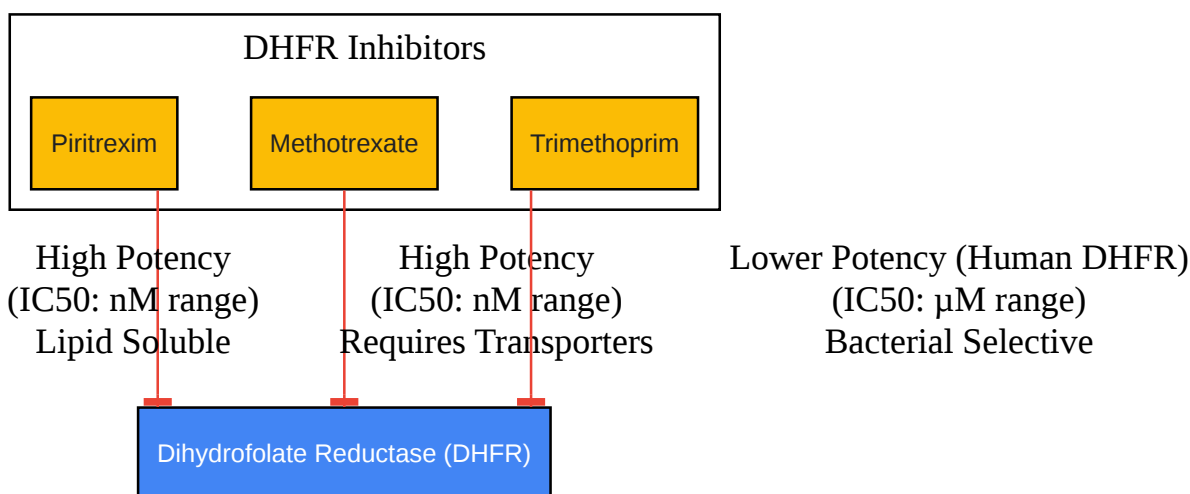 DHFR Inhibitors
Piritrexim
Methotrexate
Trimethoprim
High Potency
(IC50: nM range)
Lipid Soluble
High Potency
(IC50: nM range)
Requires Transporters
Lower Potency (Human DHFR)
(IC50: µM range)
Bacterial Selective
Dihydrofolate Reductase (DHFR)